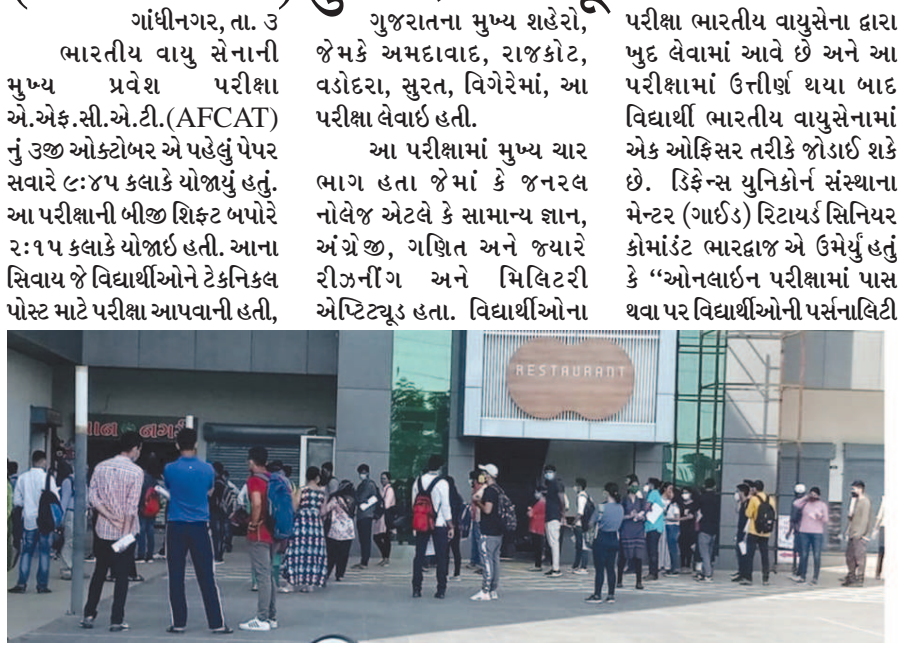 ગાંધીનગર, તા. ૩
ભારતીય વાયુ સેનાની
મુખ્ય પ્રવેશ પરીક્ષા
એ.એફ.સી.એ.ટી.(AFCAT)
નું ૩જી ઓક્ટોબર એ પહેલું પેપર
સવારે ૯:૪૫ કલાકે યોજાયું હતું.
આ પરીક્ષાની બીજી શિફ્ટ બપોરે
૨:૧૫ કલાકે યોજાઇ હતી. આના
સિવાય જે વિદ્યાર્થીઓને ટેકનિકલ
પોસ્ટ માટે પરીક્ષા આપવાની હતી,
ગુજરાતના મુખ્ય શહેરો,
જેમકે અમદાવાદ, રાજકોટ,
વડોદરા, સુરત, વિગેરેમાં, આ
પરીક્ષા લેવાઇ હતી.
આ પરીક્ષામાં મુખ્ય ચાર
ભાગ હતા જેમાં કે જનરલ
નોલેજ એટલે કે સામાન્ય જ્ઞાન,
અંગ્રેજી, ગણિત અને જ્યારે
રીઝનીંગ અને મિલિટરી
એપ્ટિટ્યૂડ હતા. વિદ્યાર્થીઓના
પરીક્ષા ભારતીય વાયુસેના દ્વારા
ખુદ લેવામાં આવે છે અને આ
પરીક્ષામાં ઉત્તીર્ણ થયા બાદ
વિદ્યાર્થી ભારતીય વાયુસેનામાં
એક ઓફિસર તરીકે જોડાઈ શકે
છે. ડિફેન્સ યુનિકોર્ન સંસ્થાના
મેન્ટર (ગાઈડ) રિટાયર્ડ સિનિયર
કોમાંડંટ ભારદ્વાજ એ ઉમેર્યું હતું
કે “ઓનલાઇન પરીક્ષામાં પાસ
થવા પર વિદ્યાર્થીઓની પર્સનાલિટી
RESTAURANT